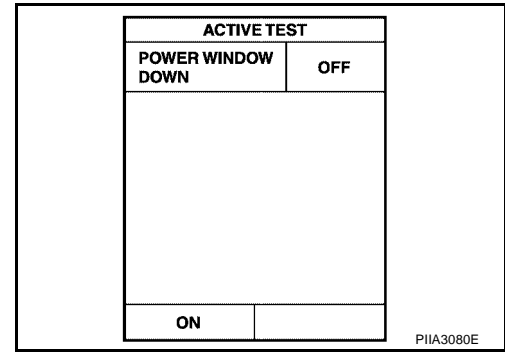 ACTIVE TEST
POWER WINDOW
DOWN
OFF
ON
PIIA3080E